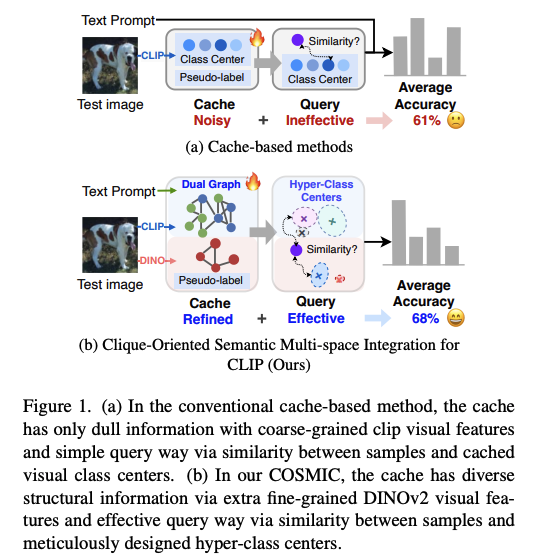 Text Prompt
CLIP
Test image
Class Center
Pseudo-label
Similarity?
Class Center
Cache
Noisy
+
Query
Ineffective
Average
Accuracy
61%
(a) Cache-based methods
Text Prompt
CLIP
DINO
Test image
Dual Graph
Pseudo-label
Hyper-Class
Centers
Similarity?
Cache
Refined
+
Query
Effective
Average
Accuracy
68%
(b) Clique-Oriented Semantic Multi-space Integration for
CLIP (Ours)
Figure 1. (a) In the conventional cache-based method, the cache
has only dull information with coarse-grained clip visual features
and simple query way via similarity between samples and cached
visual class centers. (b) In our COSMIC, the cache has diverse
structural information via extra fine-grained DINOv2 visual fea-
tures and effective query way via similarity between samples and
meticulously designed hyper-class centers.